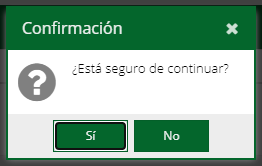 Confirmación
¿Está seguro de continuar?
Sí
No